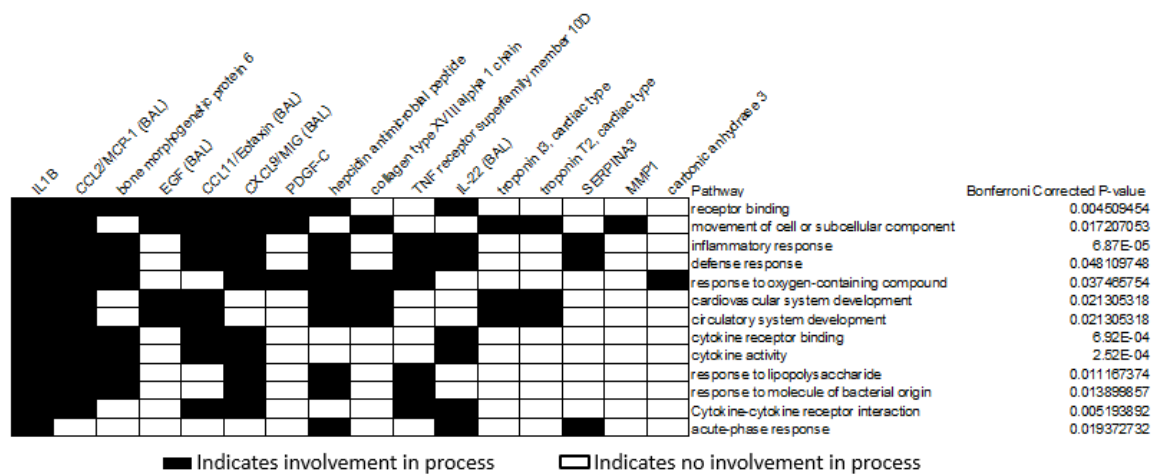 IL1B
CCL2/MCP-1 (BAL)
bone morphogenetic protein 6
EGF (BAL)
CCL11/Eotaxin (BAL)
CXCL9/MIG (BAL)
PDGF-C
hepcidin antimicrobial peptide
collagen type XVIII alpha 1 chain
TNF receptor superfamily member 10D
IL-22 (BAL)
troponin I3, cardiac type
troponin T2, cardiac type
SERPINA3
MMP1
carbonic anhydrase 3
Pathway Bonferroni Corrected P-value
receptor binding 0.004509454
movement of cell or subcellular component 0.017207053
inflammatory response 6.87E-05
defense response 0.048109748
response to oxygen-containing compound 0.037465754
cardiovascular system development 0.021305318
circulatory system development 0.021305318
cytokine receptor binding 6.92E-04
cytokine activity 2.52E-04
response to lipopolysaccharide 0.011167374
response to molecule of bacterial origin 0.013899857
Cytokine-cytokine receptor interaction 0.005193892
acute-phase response 0.019372732
Indicates involvement in process Indicates no involvement in process